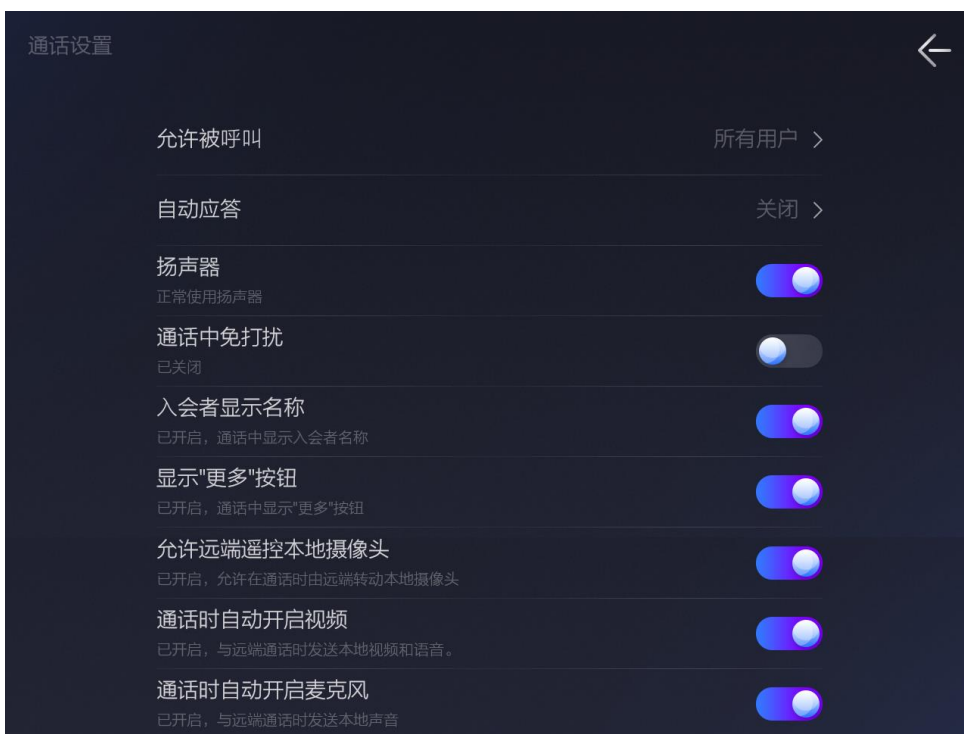 通话设置
允许被呼叫 所有用户
自动应答 关闭
扬声器
正常使用扬声器
通话中免打扰
已关闭
入会者显示名称
已开启，通话中显示入会者名称
显示"更多"按钮
已开启，通话中显示"更多"按钮
允许远端遥控本地摄像头
已开启，允许在通话时由远端转动本地摄像头
通话时自动开启视频
已开启，与远端通话时发送本地视频和语音。
通话时自动开启麦克风
已开启，与远端通话时发送本地声音